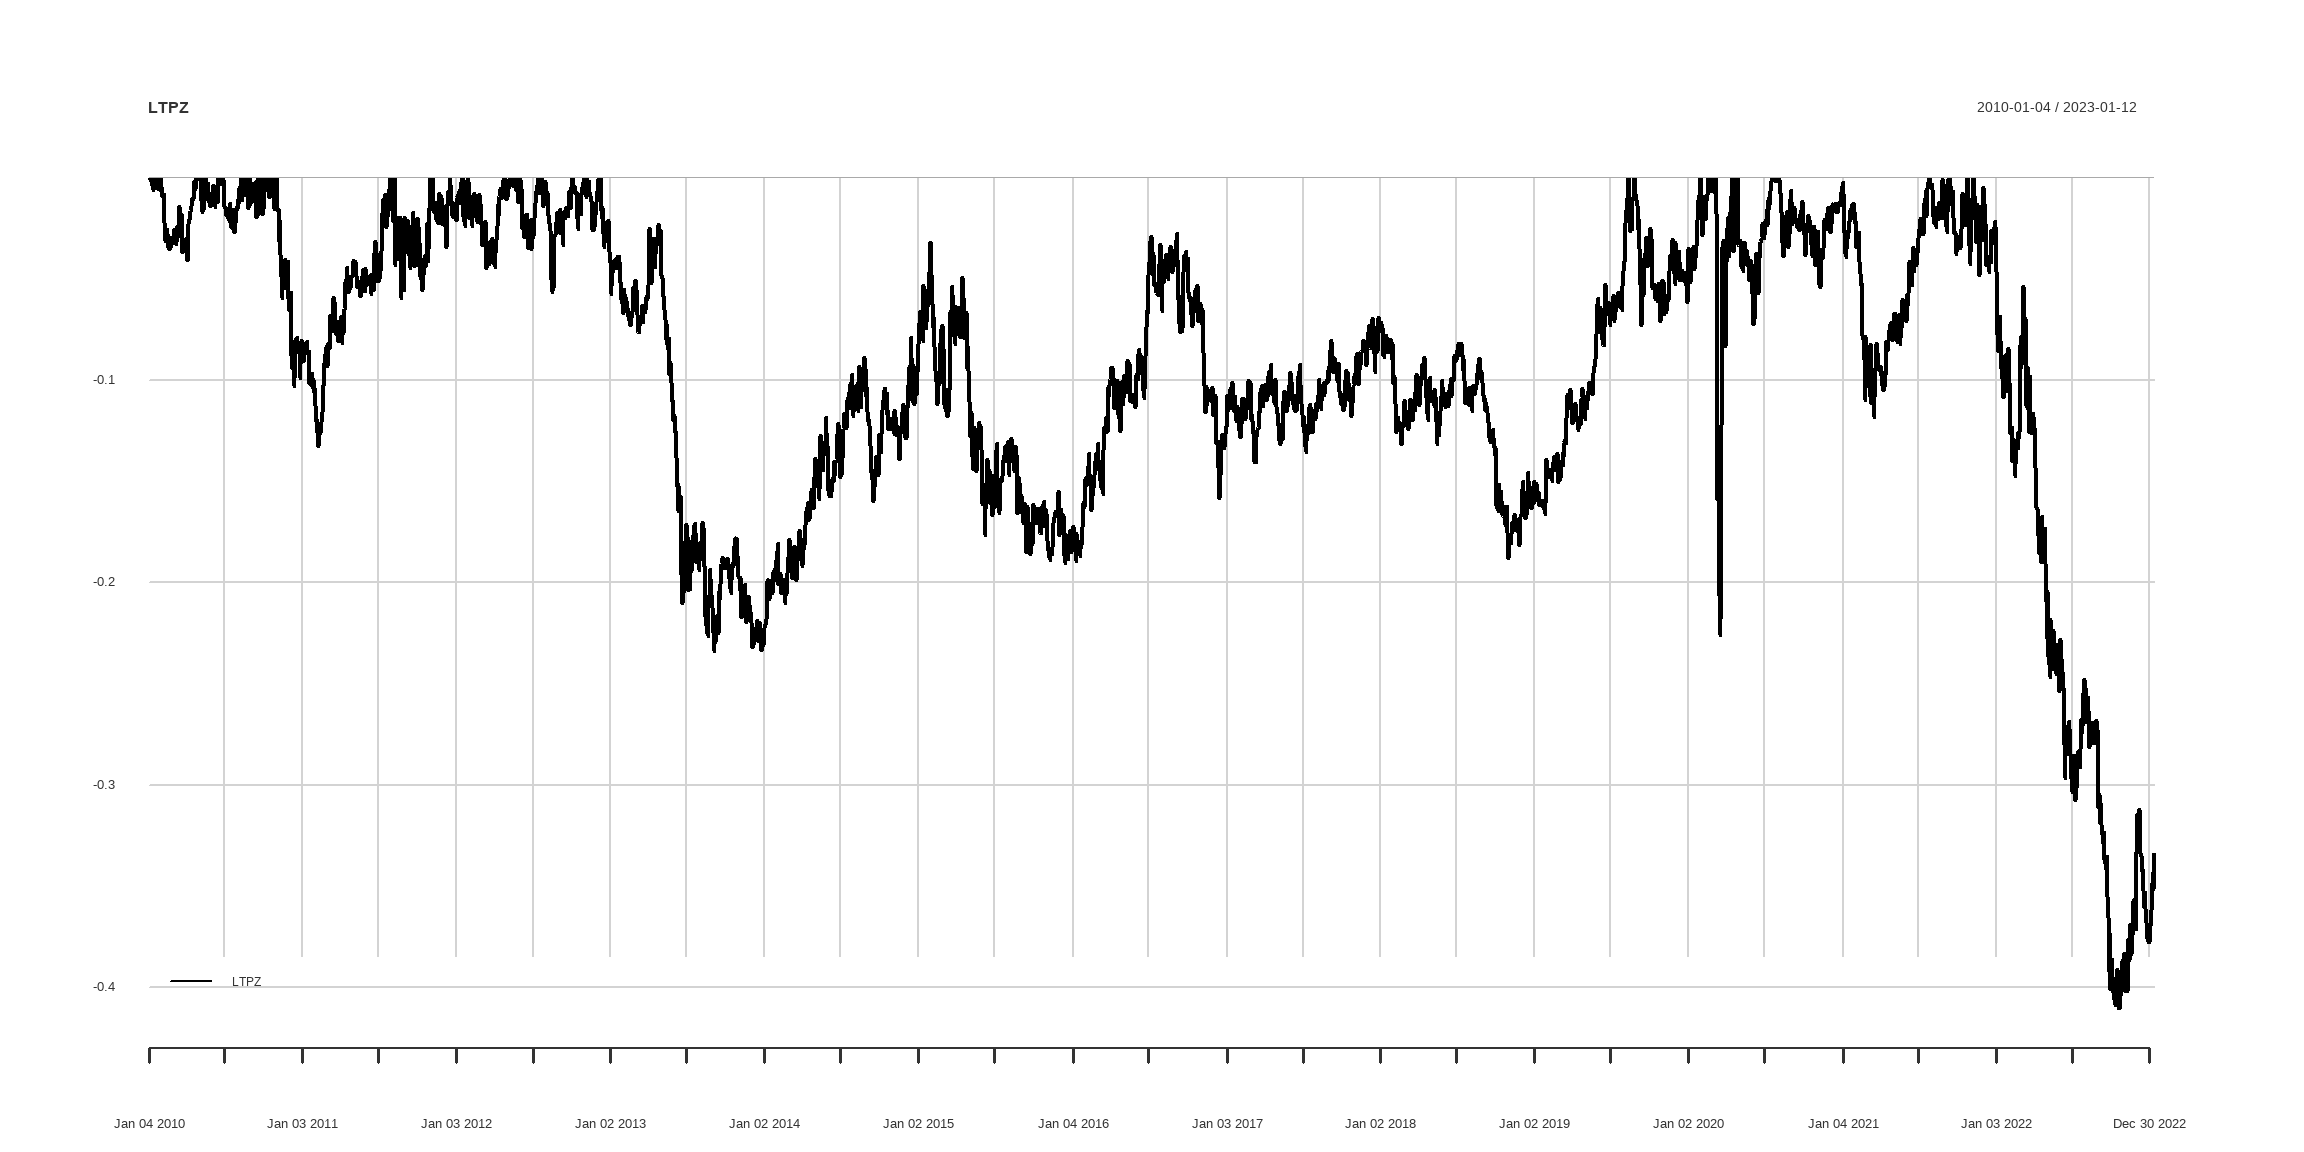 LTPZ
2010-01-04 / 2023-01-12
-0.1
-0.2
-0.3
-0.4
LTPZ
Jan 04 2010
Jan 03 2011
Jan 03 2012
Jan 02 2013
Jan 02 2014
Jan 02 2015
Jan 04 2016
Jan 03 2017
Jan 02 2018
Jan 02 2019
Jan 02 2020
Jan 04 2021
Jan 03 2022
Dec 30 2022